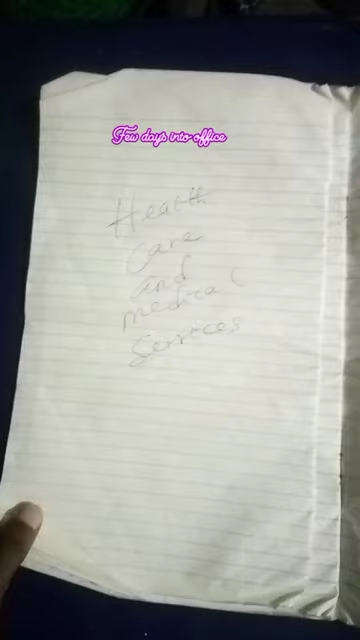 Few days into office
Health
Care
and
medical
Services